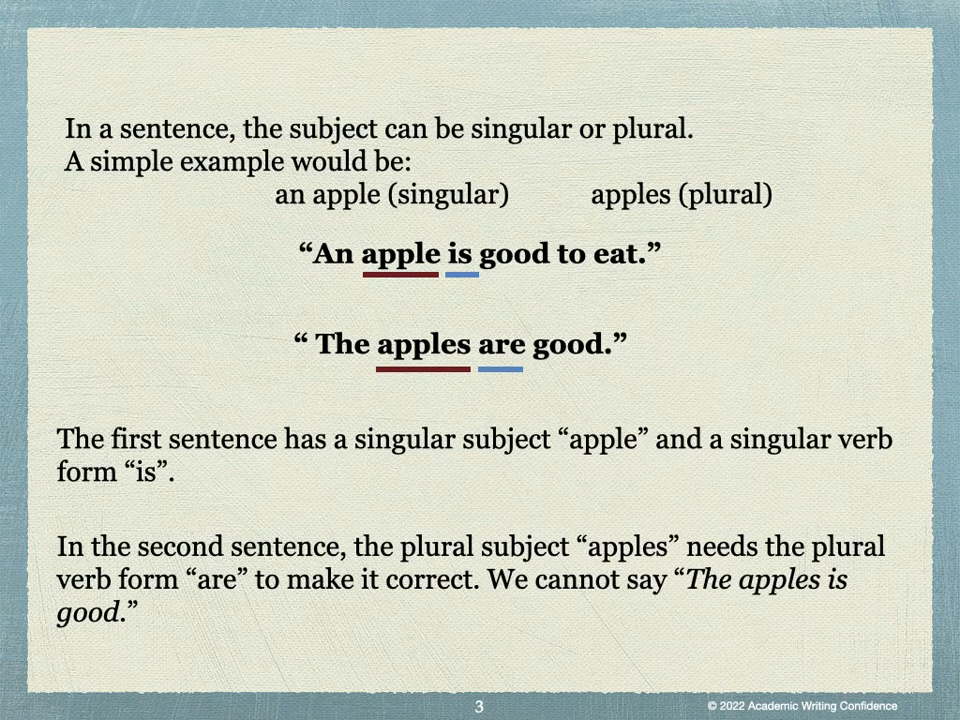 In a sentence, the subject can be singular or plural.
A simple example would be:
an apple (singular) apples (plural)
“An apple is good to eat.”
“ The apples are good.”
The first sentence has a singular subject “apple” and a singular verb
form “is”.
In the second sentence, the plural subject “apples” needs the plural
verb form “are” to make it correct. We cannot say “The apples is
good.”
3
© 2022 Academic Writing Confidence